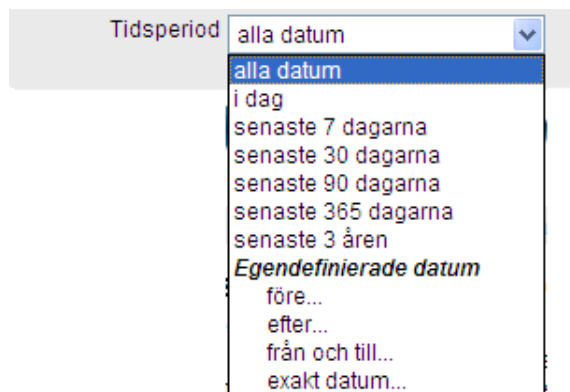 Tidsperiod alla datum
alla datum
i dag
senaste 7 dagarna
senaste 30 dagarna
senaste 90 dagarna
senaste 365 dagarna
senaste 3 åren
Egendefinierade datum
före...
efter...
från och till...
exakt datum...